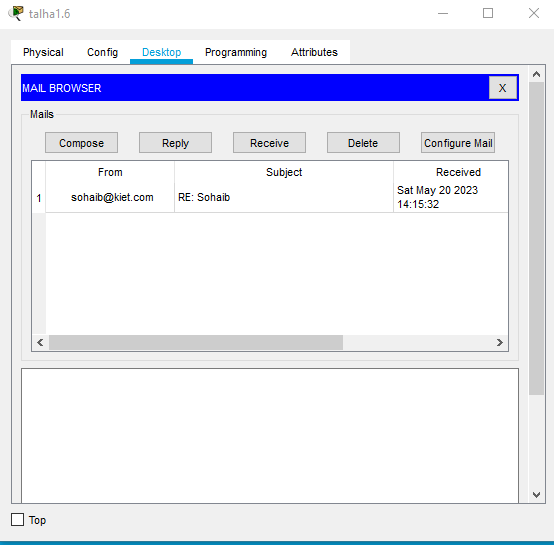 talha1.6
Physical Config Desktop Programming Attributes
MAIL BROWSER X
Mails
Compose Reply Receive Delete Configure Mail
From Subject Received
1 sohaib@kiet.com RE: Sohaib Sat May 20 2023
14:15:32
Top